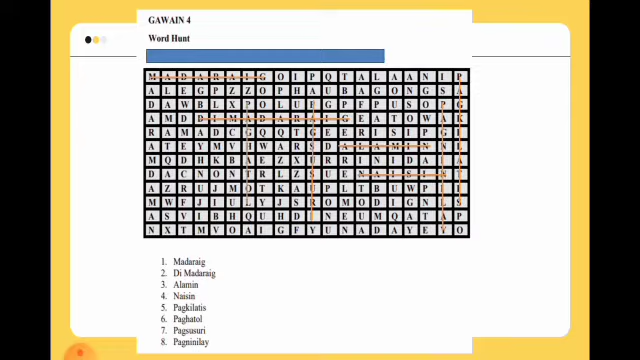 GAWAIN 4
Word Hunt
M A D A R A I G O I P Q T A L A A N I P
A L E G P Z Z O P H A U B A G O N G S A
D A W B L X P O L U E G P F P U S O P G
A M D D I M A D A R A I G E A T O W A K
R A M A D C G Q Q T G E E R I S I P G I
A T E Y M V H W A R S D A L A M I N N L
M Q D H K B A E Z X U R R I N I D A I A
D A C N O N T R L Z S U E N A I S I N T
A Z R U J M O T K A U P L T B U W P I I
M W F J I U L Y J S R O M O D I G N L S
A S V I B H Q U H D I N E U M Q A T A P
N X T M V O A I G F Y U N A D A Y E Y O
1. Madaraig
2. Di Madaraig
3. Alamin
4. Naisin
5. Pagkilatis
6. Paghatol
7. Pagsusuri
8. Pagninilay